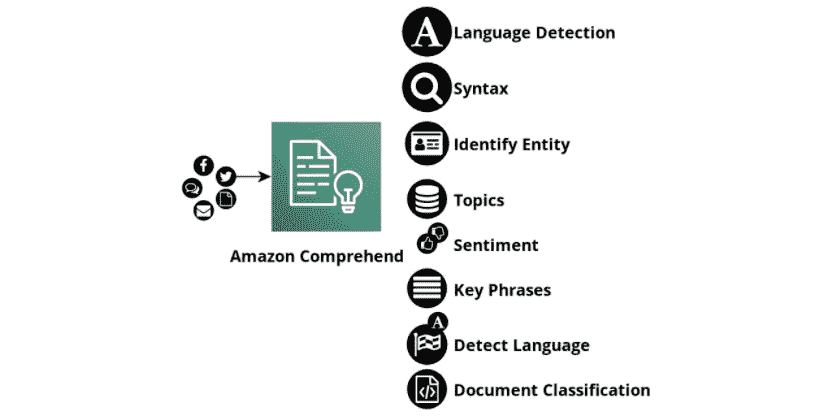 Language Detection
Syntax
Identify Entity
Topics
Sentiment
Key Phrases
Detect Language
Document Classification
Amazon Comprehend
A
A